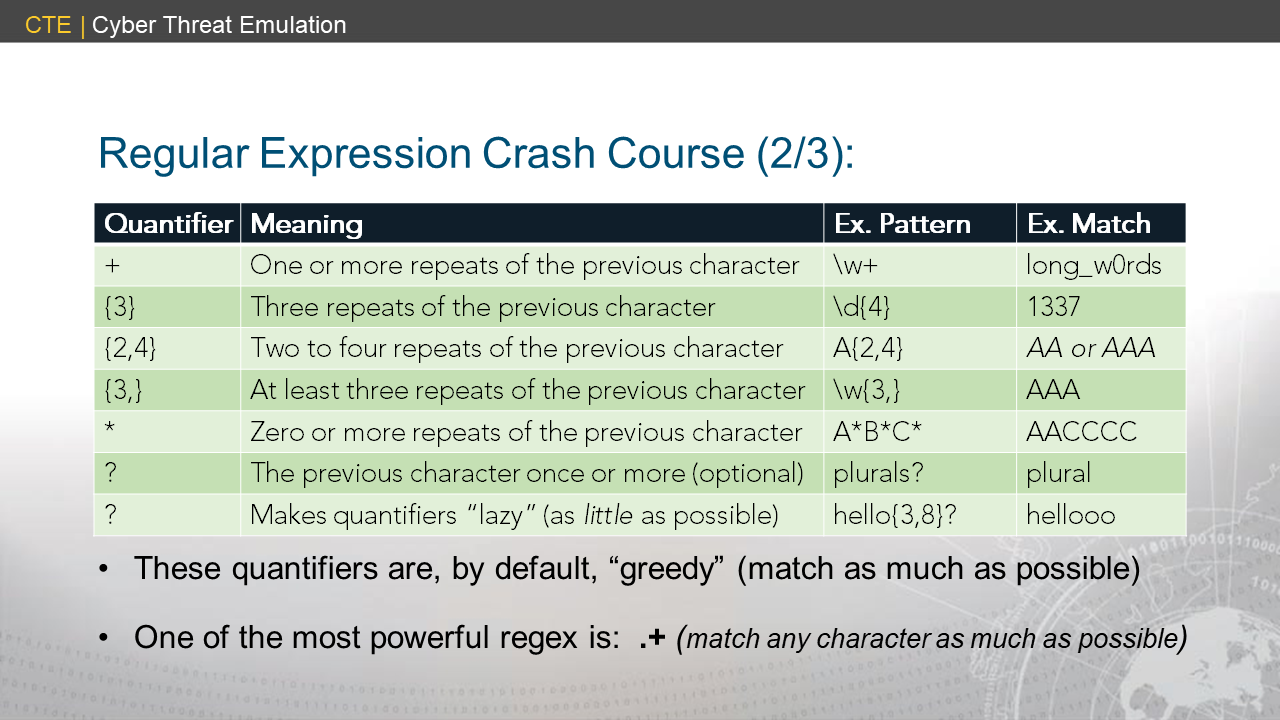 CTE | Cyber Threat Emulation
Regular Expression Crash Course (2/3):
Quantifier Meaning Ex. Pattern Ex. Match
+ One or more repeats of the previous character \w+ long_w0rds
{3} Three repeats of the previous character \d{4} 1337
{2,4} Two to four repeats of the previous character A{2,4} AA or AAA
{3,} At least three repeats of the previous character \w{3,} AAA
* Zero or more repeats of the previous character A*B*C* AACCCC
? The previous character once or more (optional) plurals? plural
? Makes quantifiers “lazy” (as little as possible) hello{3,8}? hellooo
• These quantifiers are, by default, “greedy” (match as much as possible)
• One of the most powerful regex is: .+ (match any character as much as possible)